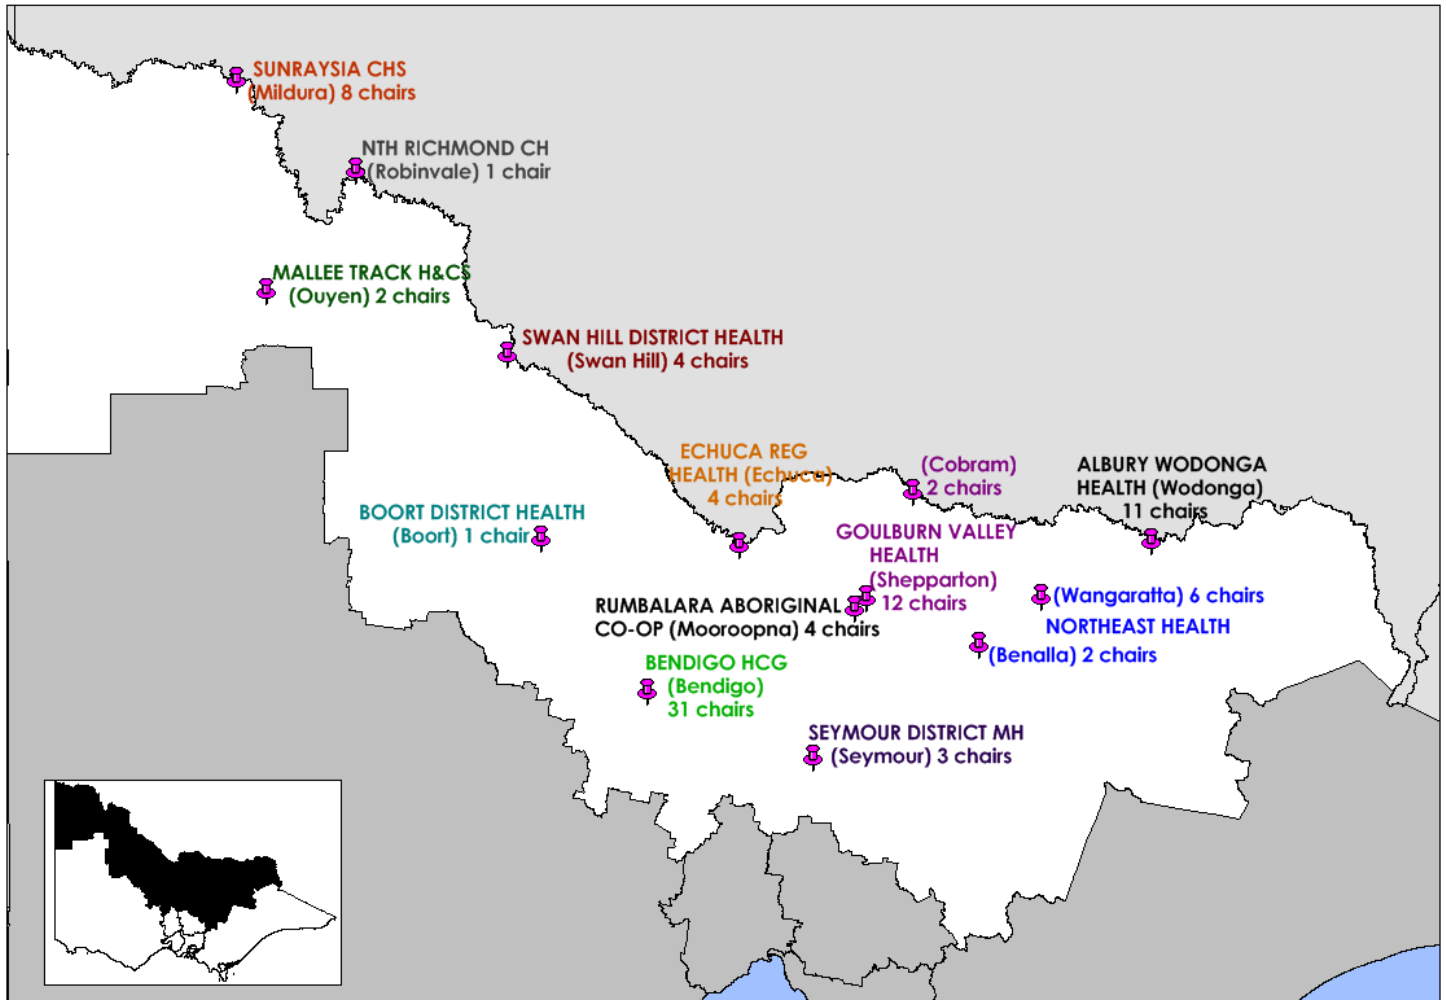 SUNRAYSIA CHS
(Mildura) 8 chairs
NTH RICHMOND CH
(Robinvale) 1 chair
MALLEE TRACK H&CS
(Ouyen) 2 chairs
SWAN HILL DISTRICT HEALTH
(Swan Hill) 4 chairs
ECHUCA REG
HEALTH (Echuca)
4 chairs
(Cobram)
2 chairs
ALBURY WODONGA
HEALTH (Wodonga)
11 chairs
BOORT DISTRICT HEALTH
(Boort) 1 chair
GOULBURN VALLEY
HEALTH
(Shepparton)
12 chairs
RUMBALARA ABORIGINAL
CO-OP (Mooroopna) 4 chairs
(Wangaratta) 6 chairs
NORTHEAST HEALTH
(Benalla) 2 chairs
BENDIGO HCG
(Bendigo)
31 chairs
SEYMOUR DISTRICT MH
(Seymour) 3 chairs